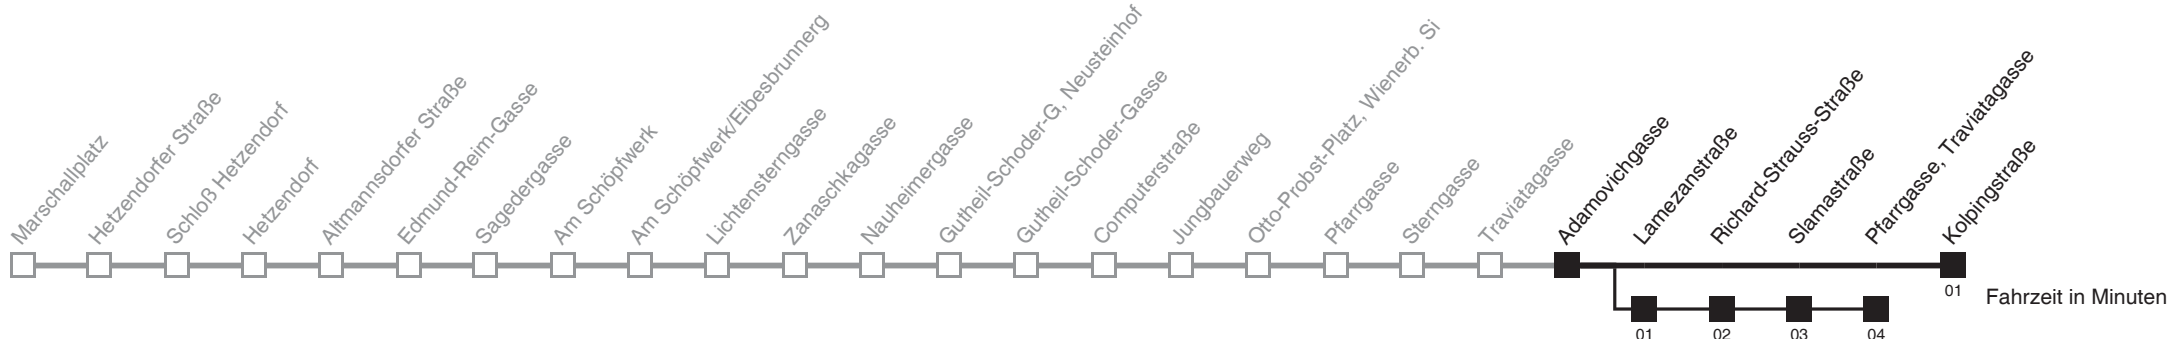 Marschallplatz
Hetzendorfer Straße
Schloß Hetzendorf
Hetzendorf
Altmannsdorfer Straße
Edmund-Reim-Gasse
Sagedergasse
Am Schöpfwerk
Am Schöpfwerk/Eibesbrunnerg
Lichtensterngasse
Zanaschkagasse
Nauheimergasse
Gutheil-Schoder-G, Neusteinhof
Gutheil-Schoder-Gasse
Computerstraße
Jungbauerweg
Otto-Probst-Platz, Wienerb. Si
Pfarrgasse
Sterngasse
Traviatagasse
Adamovichgasse
Lamezanstraße
Richard-Strauss-Straße
Slamastraße
Pfarrgasse, Traviatagasse
Kolpingstraße
01
Fahrzeit in Minuten
01 02 03 04